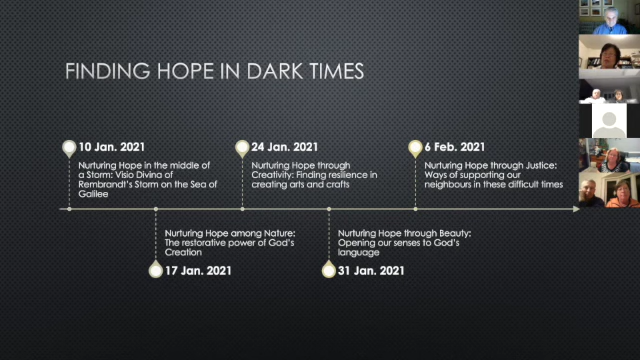 FINDING HOPE IN DARK TIMES
10 Jan. 2021
Nurturing Hope in the middle of
a Storm: Visio Divina of
Rembrandt's Storm on the Sea of
Galilee
24 Jan. 2021
Nurturing Hope through
Creativity: Finding resilience in
creating arts and crafts
6 Feb. 2021
Nurturing Hope through Justice:
Ways of supporting our
neighbours in these difficult times
Nurturing Hope among Nature:
The restorative power of God's
Creation
17 Jan. 2021
Nurturing Hope through Beauty:
Opening our senses to God's
language
31 Jan. 2021